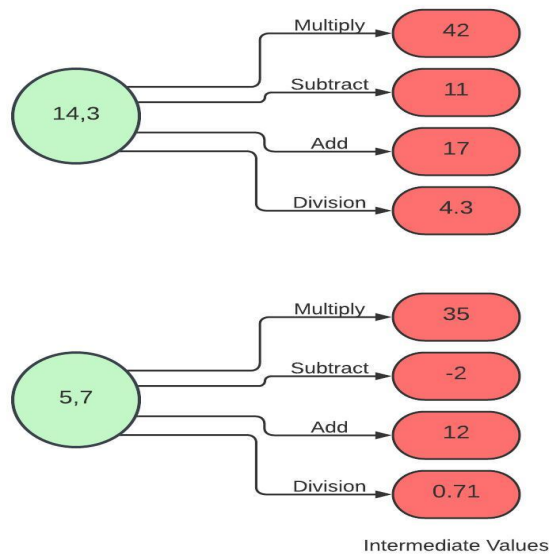 Multiply
42
Subtract
11
14,3
Add
17
Division
4.3
Multiply
35
Subtract
-2
5,7
Add
12
Division
0.71
Intermediate Values